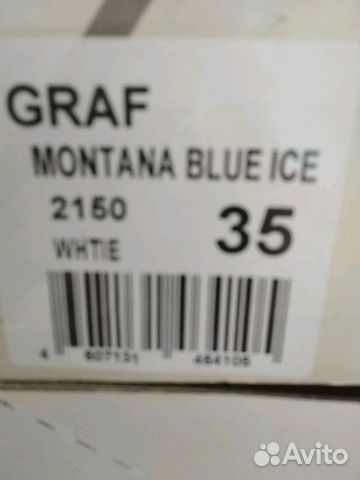 GRAF
MONTANA BLUE ICE
2150
35
WHTIE
4 607131 464105
Avito